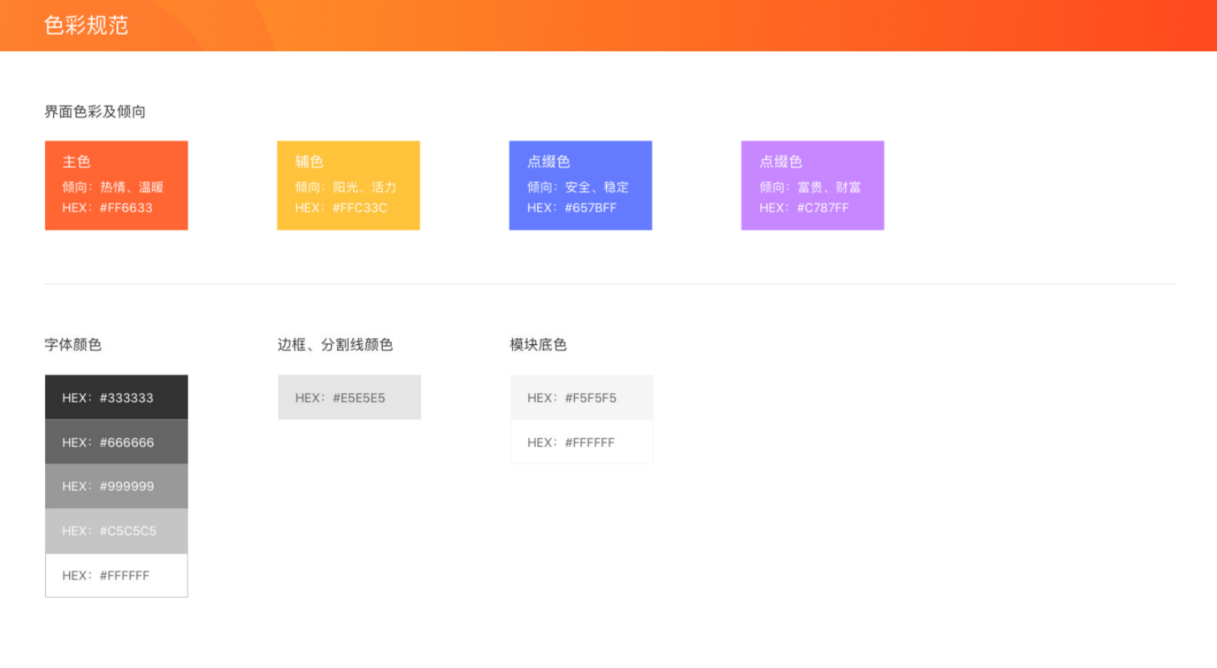 色彩规范
界面色彩及倾向
主色
倾向：热情、温暖
HEX：#FF6633
辅色
倾向：阳光、活力
HEX：#FFC33C
点缀色
倾向：安全、稳定
HEX：#657BFF
点缀色
倾向：富贵、财富
HEX：#C787FF
字体颜色
HEX：#333333
HEX：#666666
HEX：#999999
HEX：#C5C5C5
HEX：#FFFFFF
边框、分割线颜色
HEX：#E5E5E5
模块底色
HEX：#F5F5F5
HEX：#FFFFFF